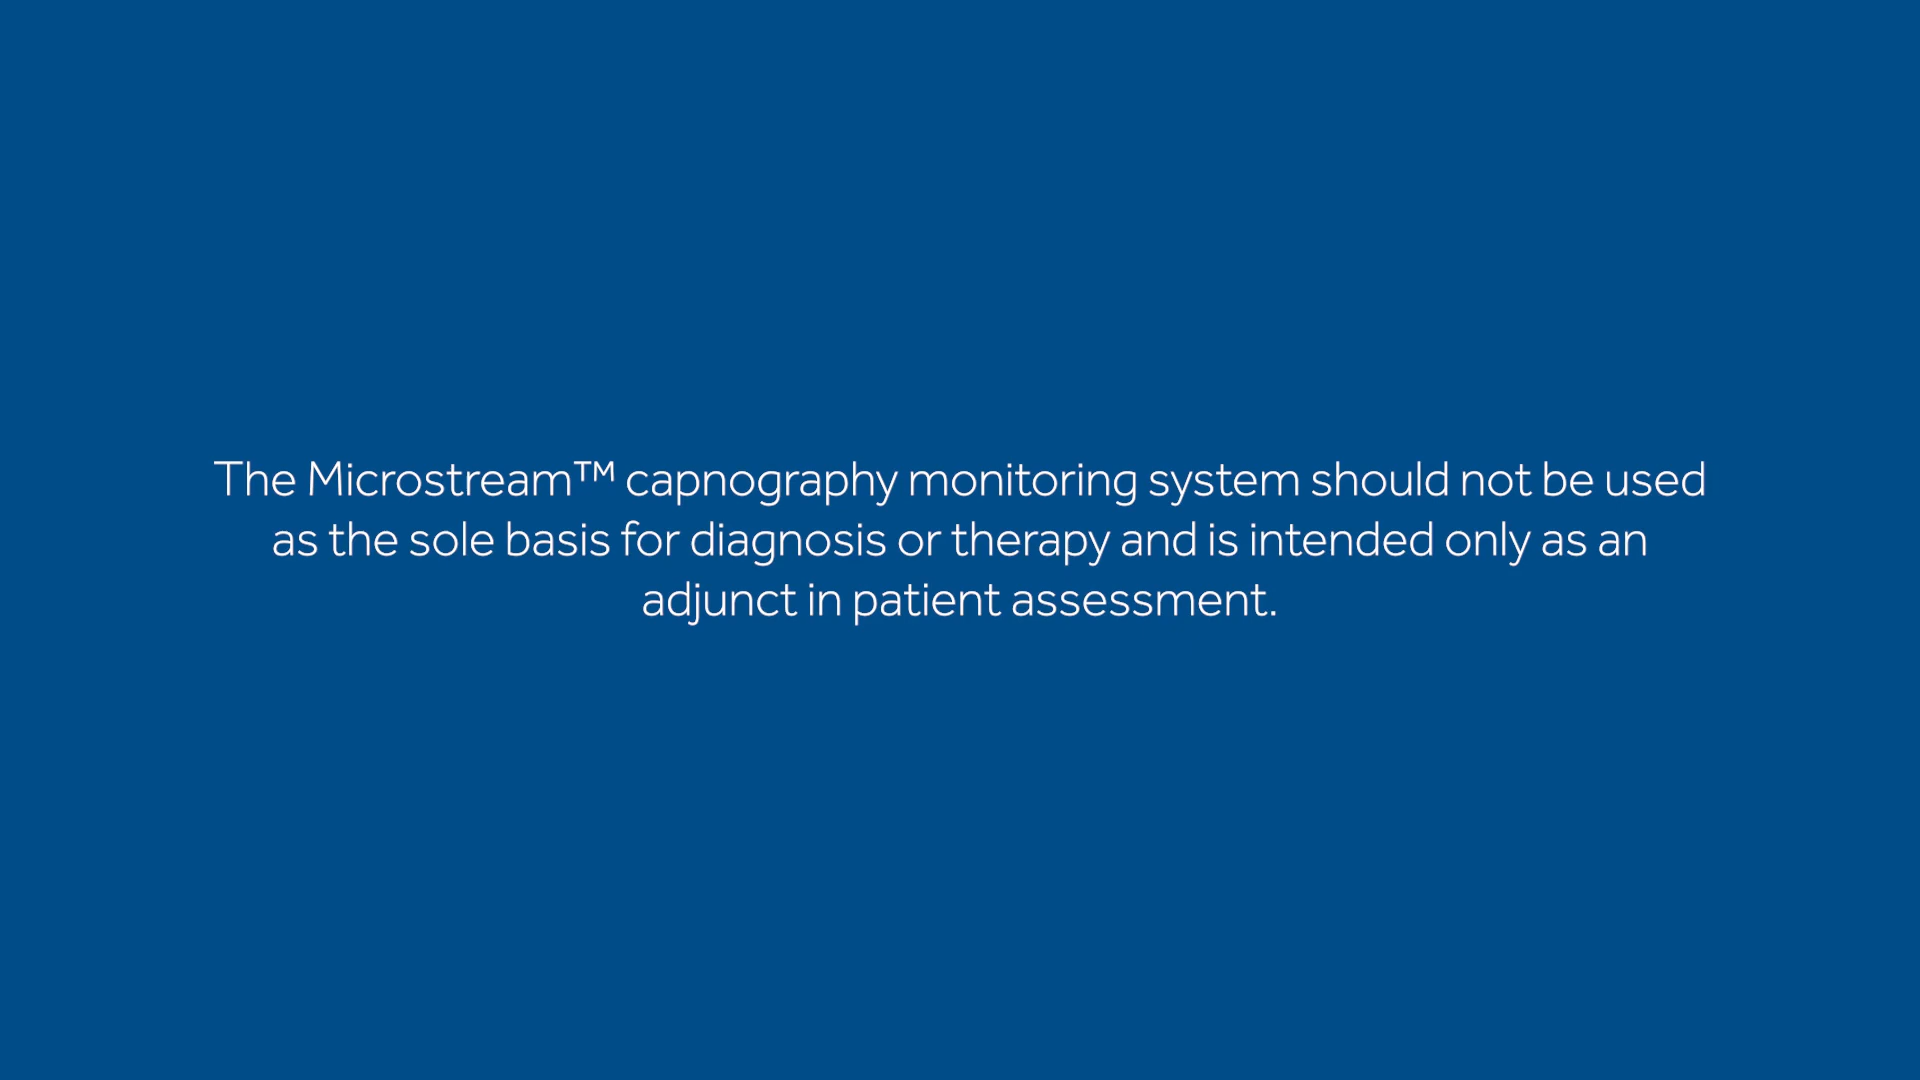 The Microstream™ capnography monitoring system should not be used
as the sole basis for diagnosis or therapy and is intended only as an
adjunct in patient assessment.